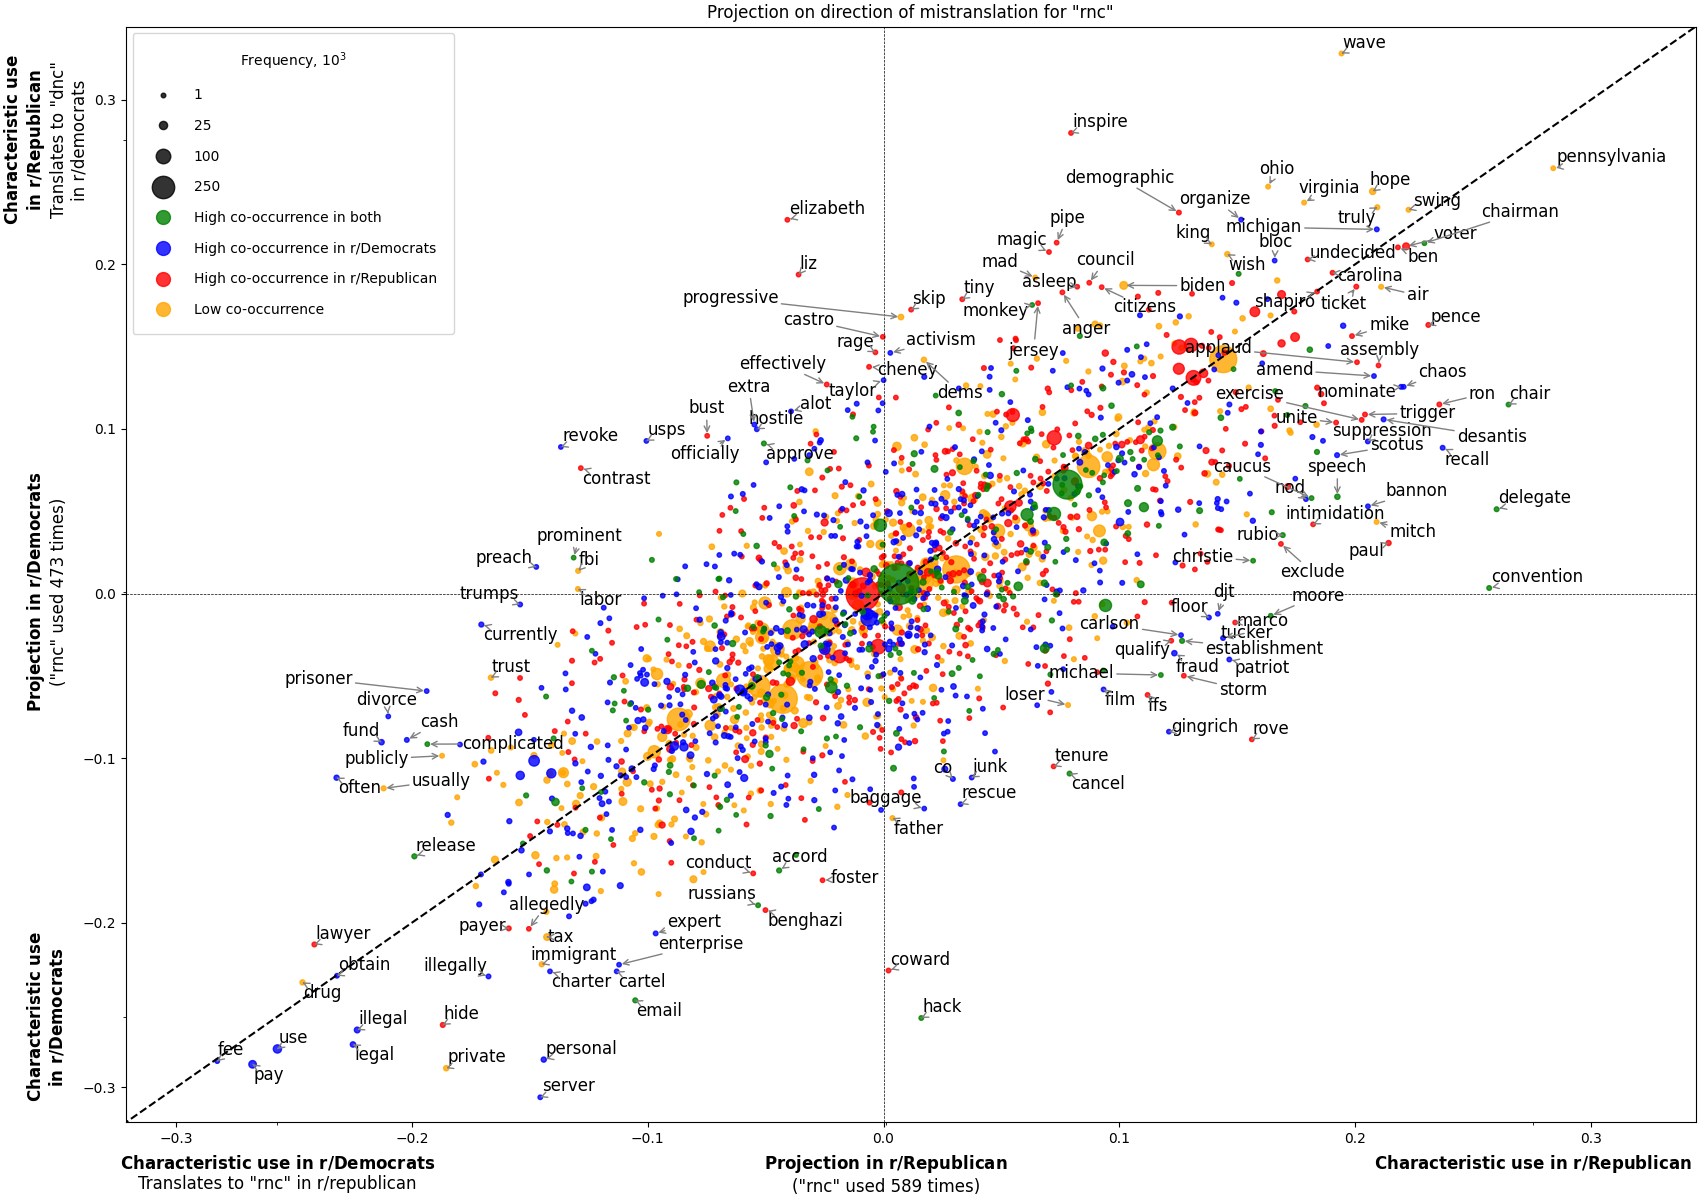 Projection on direction of mistranslation for "rnc"
Characteristic use
in r/Republican
Translates to "dnc"
in r/democrats
Projection in r/Democrats
("rnc" used 473 times)
Characteristic use
in r/Democrats
0.3
0.2
0.1
0.0
−0.1
−0.2
−0.3
Frequency, 10³
1
25
100
250
High co-occurrence in both
High co-occurrence in r/Democrats
High co-occurrence in r/Republican
Low co-occurrence
wave
inspire
pennsylvania
ohio
demographic
hope
virginia
organize
swing
elizabeth
chairman
truly
pipe
michigan
king
voter
magic
bloc
undecided
ben
council
mad
wish
liz
carolina
asleep
biden
tiny
air
progressive
skip
shapiro
ticket
monkey
citizens
castro
pence
anger
mike
activism
rage
jersey
applaud
assembly
effectively
cheney
amend
chaos
extra
taylor
dems
exercise
nominate
ron
chair
bust
alot
hostile
unite
trigger
usps
suppression
desantis
revoke
scotus
officially
approve
recall
caucus
speech
contrast
nod
bannon
delegate
intimidation
prominent
rubio
mitch
preach
fbi
christie
paul
exclude
convention
trumps
labor
djt
moore
floor
currently
carlson
marco
tucker
qualify
establishment
trust
michael
fraud
patriot
prisoner
loser
storm
divorce
film
ffs
fund
cash
gingrich
rove
complicated
publicly
tenure
co
junk
often
usually
cancel
baggage
rescue
father
release
conduct
accord
foster
russians
allegedly
benghazi
payer
expert
lawyer
tax
enterprise
immigrant
coward
obtain
illegally
charter
cartel
drug
email
hack
illegal
hide
use
fee
legal
private
personal
pay
server
−0.3
−0.2
−0.1
0.0
0.1
0.2
0.3
Characteristic use in r/Democrats
Projection in r/Republican
Characteristic use in r/Republican
Translates to "rnc" in r/republican
("rnc" used 589 times)